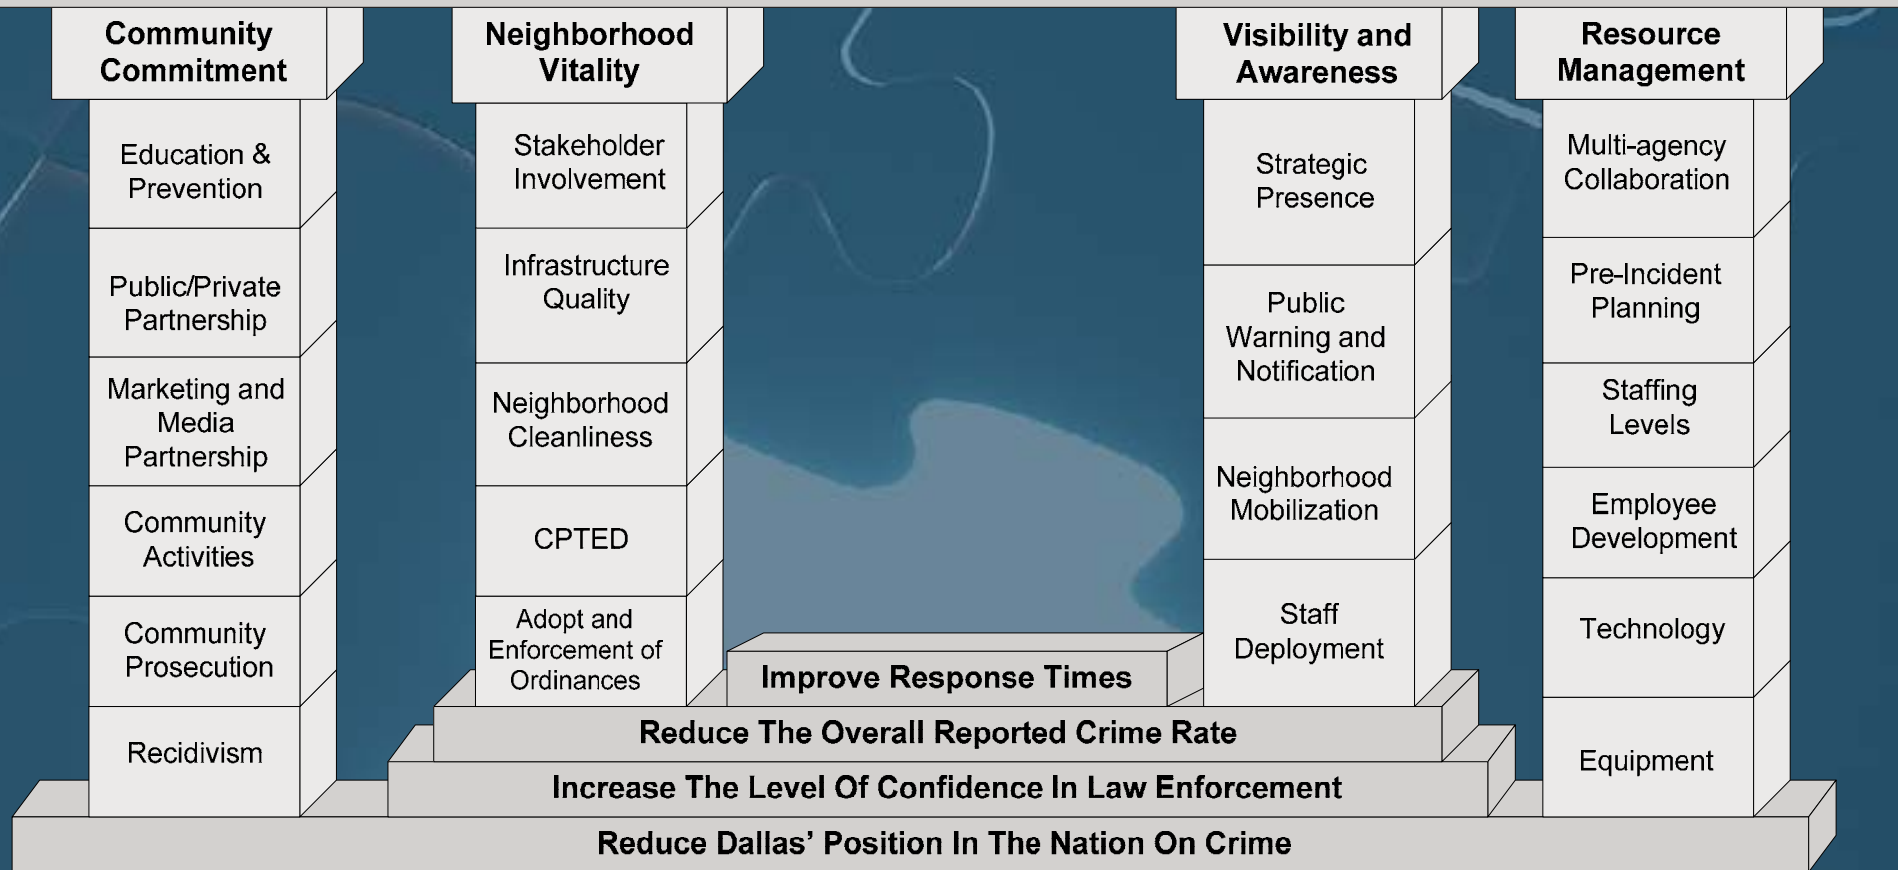 Community
Commitment
Education &
Prevention
Public/Private
Partnership
Marketing and
Media
Partnership
Community
Activities
Community
Prosecution
Recidivism
Neighborhood
Vitality
Stakeholder
Involvement
Infrastructure
Quality
Neighborhood
Cleanliness
CPTED
Adopt and
Enforcement of
Ordinances
Visibility and
Awareness
Strategic
Presence
Public
Warning and
Notification
Neighborhood
Mobilization
Staff
Deployment
Resource
Management
Multi-agency
Collaboration
Pre-Incident
Planning
Staffing
Levels
Employee
Development
Technology
Equipment
Improve Response Times
Reduce The Overall Reported Crime Rate
Increase The Level Of Confidence In Law Enforcement
Reduce Dallas’ Position In The Nation On Crime